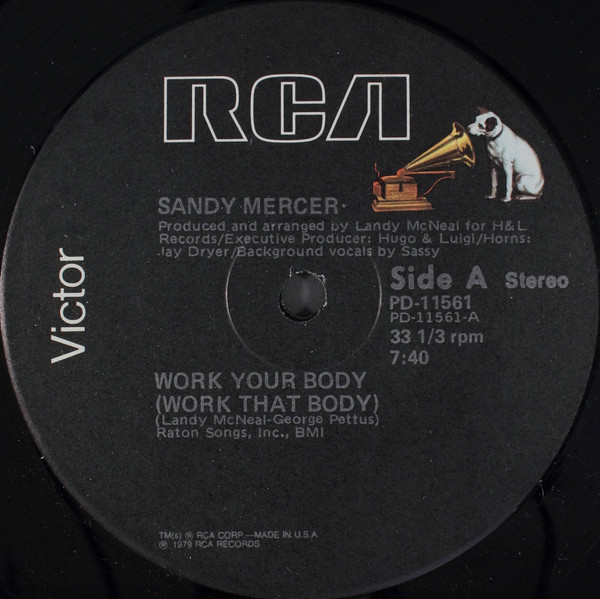 RCA
SANDY MERCER
Produced and arranged by Landy McNeal for H&L
Records/Executive Producer: Hugo & Luigi/Horns:
Jay Dryer/Background vocals by Sassy
Side A Stereo
PD-11561
PD-11561-A
33 1/3 rpm
7:40
Victor
WORK YOUR BODY
(WORK THAT BODY)
(Landy McNeal-George Pettus)
Raton Songs, Inc., BMI
TM(s) ® RCA CORP.—MADE IN U.S.A.
℗ 1979 RCA RECORDS